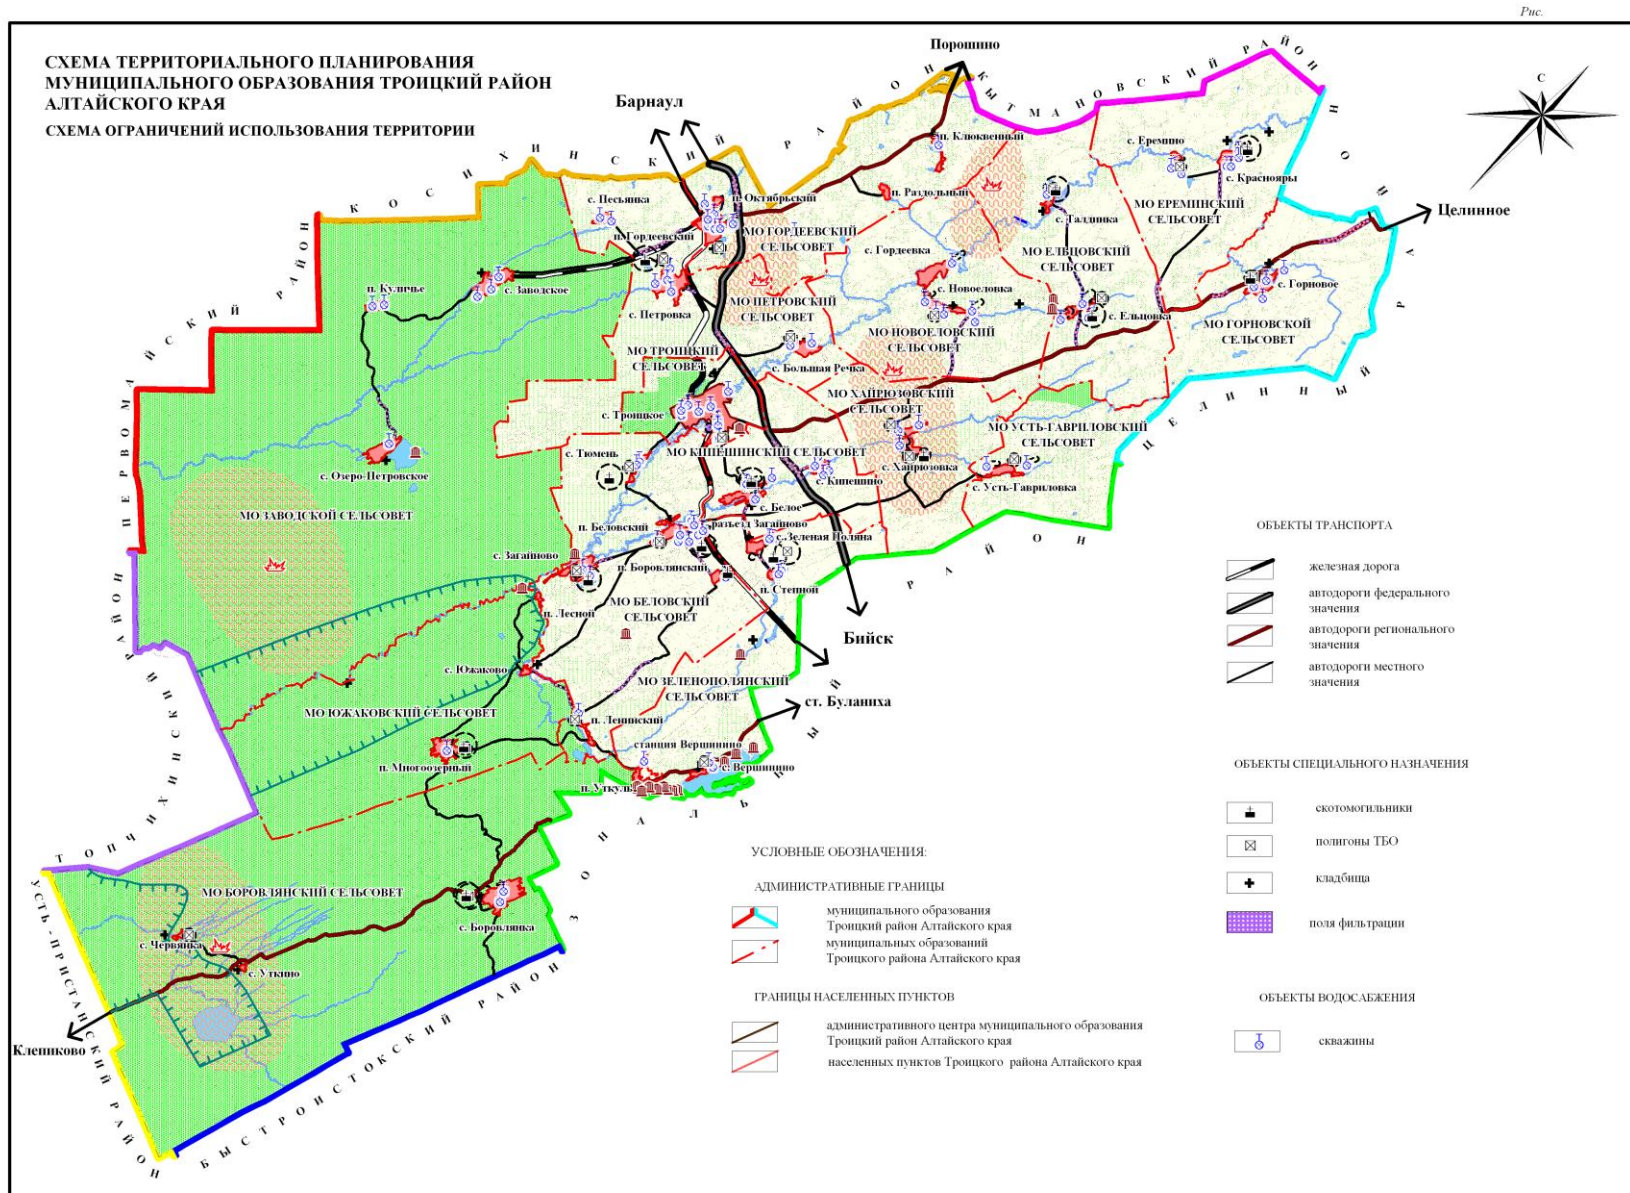 Рис.
СХЕМА ТЕРРИТОРИАЛЬНОГО ПЛАНИРОВАНИЯ
МУНИЦИПАЛЬНОГО ОБРАЗОВАНИЯ ТРОИЦКИЙ РАЙОН
АЛТАЙСКОГО КРАЯ
СХЕМА ОГРАНИЧЕНИЙ ИСПОЛЬЗОВАНИЯ ТЕРРИТОРИИ
Порошино
Барнаул
С
КОСИХИНСКИЙ РАЙОН
КЫТМАНОВСКИЙ РАЙОН
ЦЕЛИННЫЙ РАЙОН
ПЕРВОМАЙСКИЙ РАЙОН
п. Клюквенный
с. Еремино
с. Краснояры
с. Песьянка
п. Октябрьский
п. Раздольный
с. Талдинка
МО ЕРЕМИНСКИЙ
СЕЛЬСОВЕТ
Целинное
п. Гордеевский
МО ГОРДЕЕВСКИЙ
СЕЛЬСОВЕТ
с. Гордеевка
МО ЕЛЬЦОВСКИЙ
СЕЛЬСОВЕТ
п. Куличье
с. Заводское
с. Новоеловка
с. Горновое
с. Петровка
МО ПЕТРОВСКИЙ
СЕЛЬСОВЕТ
с. Ельцовка
МО НОВОЕЛОВСКИЙ
СЕЛЬСОВЕТ
МО ГОРНОВСКОЙ
СЕЛЬСОВЕТ
МО ТРОИЦКИЙ
СЕЛЬСОВЕТ
с. Большая Речка
МО ХАЙРЮЗОВСКИЙ
СЕЛЬСОВЕТ
с. Троицкое
МО УСТЬ-ГАВРИЛОВСКИЙ
СЕЛЬСОВЕТ
с. Тюмень
МО КИПЕШИНСКИЙ СЕЛЬСОВЕТ
с. Хайрюзовка
с. Озеро-Петровское
с. Кипешино
с. Усть-Гавриловка
с. Белое
МО ЗАВОДСКОЙ СЕЛЬСОВЕТ
п. Беловский
разъезд Загайново
с. Зеленая Поляна
с. Загайново
п. Боровлянский
п. Степной
МО БЕЛОВСКИЙ
СЕЛЬСОВЕТ
п. Лесной
Бийск
с. Южаково
МО ЗЕЛЕНОПОЛЯНСКИЙ
СЕЛЬСОВЕТ
ст. Буланиха
МО ЮЖАКОВСКИЙ СЕЛЬСОВЕТ
п. Ленинский
станция Вершинино
п. Многоозерный
с. Вершинино
п. Уткуль
ТОПЧИХИНСКИЙ РАЙОН
ЗОНАЛЬНЫЙ РАЙОН
МО БОРОВЛЯНСКИЙ СЕЛЬСОВЕТ
с. Боровлянка
с. Червянка
с. Уткино
Клепиково
УСТЬ-ПРИСТАНСКИЙ РАЙОН
БЫСТРОИСТОКСКИЙ РАЙОН
УСЛОВНЫЕ ОБОЗНАЧЕНИЯ:
АДМИНИСТРАТИВНЫЕ ГРАНИЦЫ
муниципального образования
Троицкий район Алтайского края
муниципальных образований
Троицкого района Алтайского края
ГРАНИЦЫ НАСЕЛЕННЫХ ПУНКТОВ
административного центра муниципального образования
Троицкий район Алтайского края
населенных пунктов Троицкого района Алтайского края
ОБЪЕКТЫ ТРАНСПОРТА
железная дорога
автодороги федерального
значения
автодороги регионального
значения
автодороги местного
значения
ОБЪЕКТЫ СПЕЦИАЛЬНОГО НАЗНАЧЕНИЯ
скотомогильники
полигоны ТБО
кладбища
поля фильтрации
ОБЪЕКТЫ ВОДОСАБЖЕНИЯ
скважины